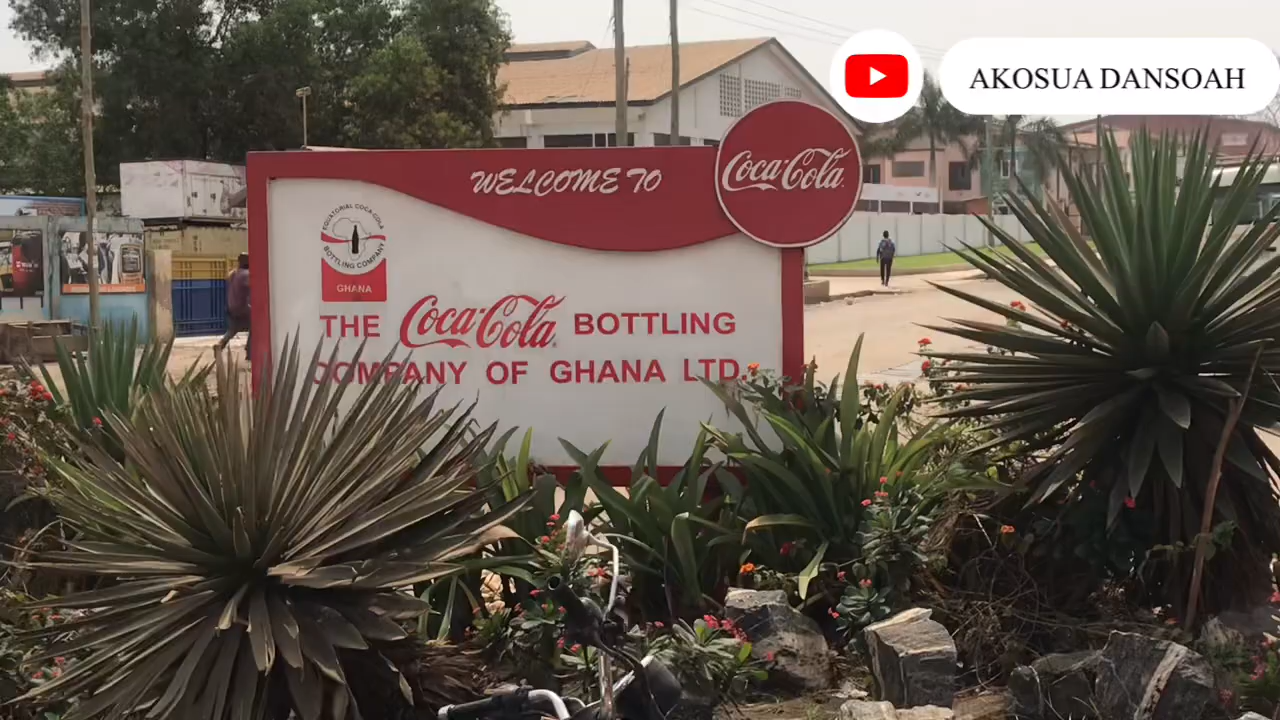 AKOSUA DANSOAH
WELCOME TO
Coca-Cola
EQUATORIAL COCA-COLA
BOTTLING COMPANY
GHANA
THE Coca-Cola BOTTLING
COMPANY OF GHANA LTD.